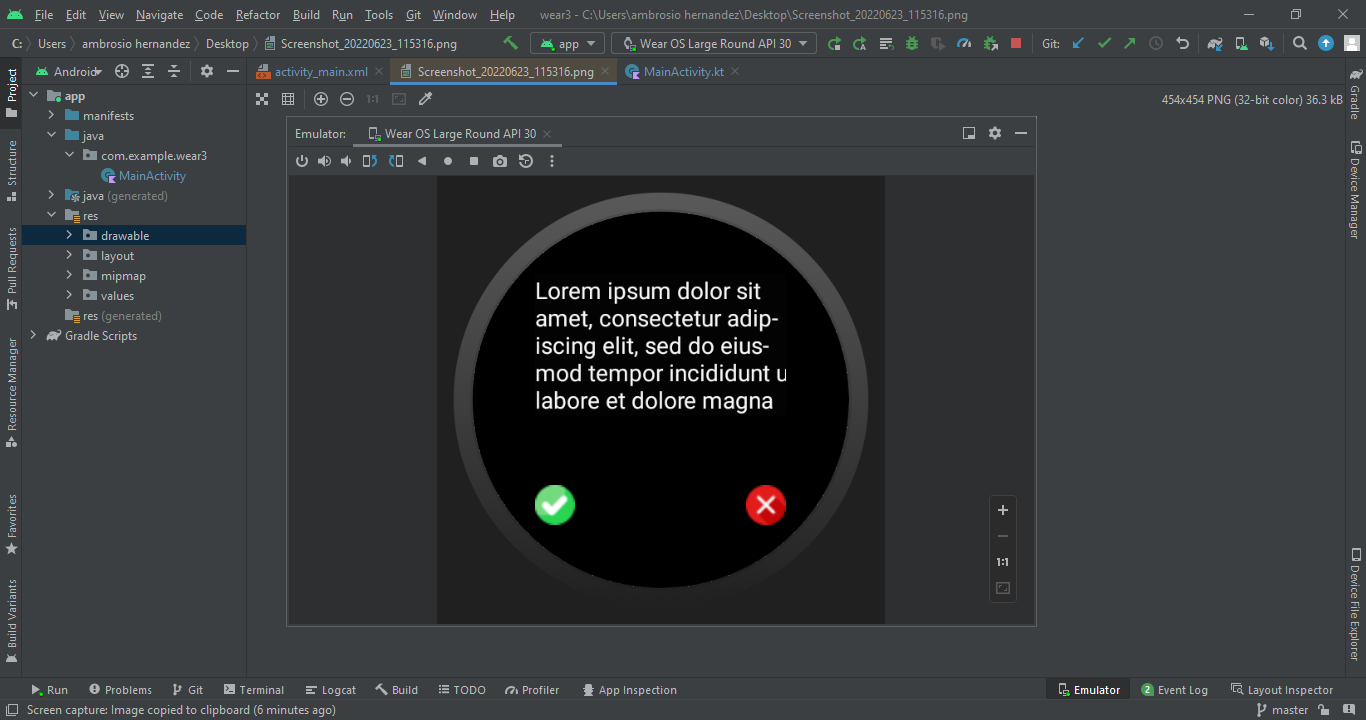 File Edit View Navigate Code Refactor Build Run Tools Git Window Help wear3 - C:\Users\ambrosio hernandez\Desktop\Screenshot_20220623_115316.png
C: Users ambrosio hernandez Desktop Screenshot_20220623_115316.png app Wear OS Large Round API 30 Git:
Android activity_main.xml Screenshot_20220623_115316.png MainActivity.kt
1:1 454x454 PNG (32-bit color) 36.3 kB
Project
Structure
Pull Requests
Resource Manager
Favorites
Build Variants
app
manifests
java
com.example.wear3
MainActivity
java (generated)
res
drawable
layout
mipmap
values
res (generated)
Gradle Scripts
Emulator: Wear OS Large Round API 30
Lorem ipsum dolor sit
amet, consectetur adip-
iscing elit, sed do eius-
mod tempor incididunt u
labore et dolore magna
1:1
Gradle
Device Manager
Device File Explorer
Run Problems Git Terminal Logcat Build TODO Profiler App Inspection Emulator 2 Event Log Layout Inspector
Screen capture: Image copied to clipboard (6 minutes ago) master